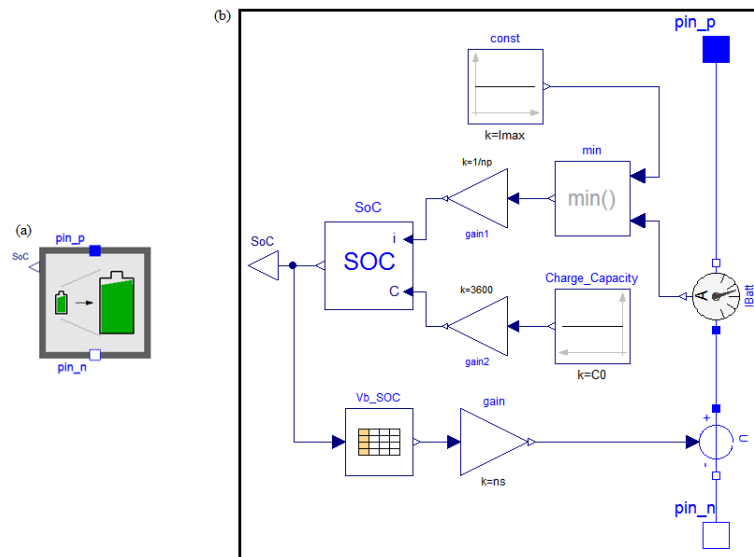 (b)
pin_p
const
k=Imax
min
k=1/np
min()
gain1
SoC
(a)
pin_p
SoC
SoC
i
SOC
C
k=3600
Charge_Capacity
A
IBatt
gain2
k=C0
pin_n
Vb_SOC
gain
+
U
-
k=ns
pin_n